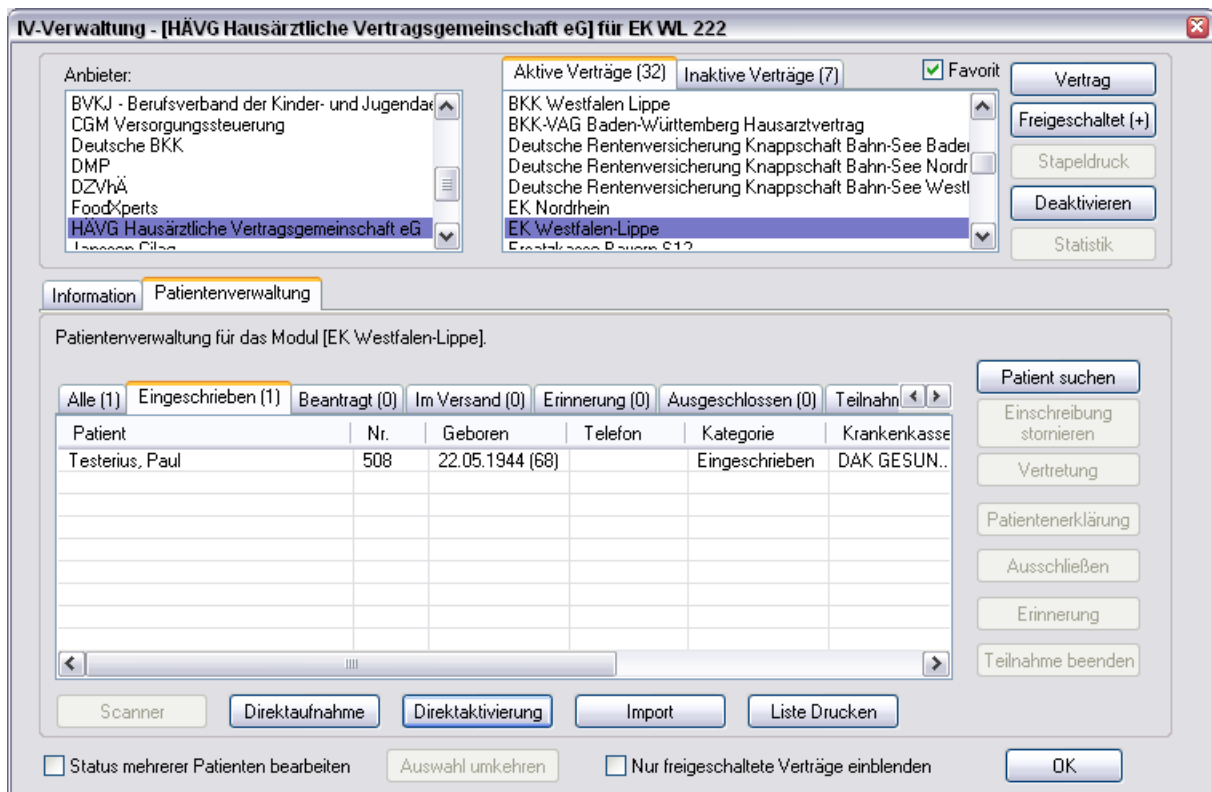 IV-Verwaltung - [HÄVG Hausärztliche Vertragsgemeinschaft eG] für EK WL 222
Anbieter:
BVKJ - Berufsverband der Kinder- und Jugendae
CGM Versorgungssteuerung
Deutsche BKK
DMP
DZVhÄ
FoodXperts
HÄVG Hausärztliche Vertragsgemeinschaft eG
Janssen Cilag
Aktive Verträge (32)
Inaktive Verträge (7)
Favorit
BKK Westfalen Lippe
BKK-VAG Baden-Württemberg Hausarztvertrag
Deutsche Rentenversicherung Knappschaft Bahn-See Bader
Deutsche Rentenversicherung Knappschaft Bahn-See Nordr
Deutsche Rentenversicherung Knappschaft Bahn-See Westl
EK Nordrhein
EK Westfalen-Lippe
Ersatzkasse Bayern S12
Vertrag
Freigeschaltet (+)
Stapeldruck
Deaktivieren
Statistik
Information
Patientenverwaltung
Patientenverwaltung für das Modul [EK Westfalen-Lippe].
Alle (1) Eingeschrieben (1) Beantragt (0) Im Versand (0) Erinnerung (0) Ausgeschlossen (0) Teilnahm
Patient Nr. Geboren Telefon Kategorie Krankenkasse
Testerius, Paul 508 22.05.1944 (68) Eingeschrieben DAK GESUN..
Patient suchen
Einschreibung
stornieren
Vertretung
Patientenerklärung
Ausschließen
Erinnerung
Teilnahme beenden
Scanner Direktaufnahme Direktaktivierung Import Liste Drucken
Status mehrerer Patienten bearbeiten Auswahl umkehren Nur freigeschaltete Verträge einblenden OK